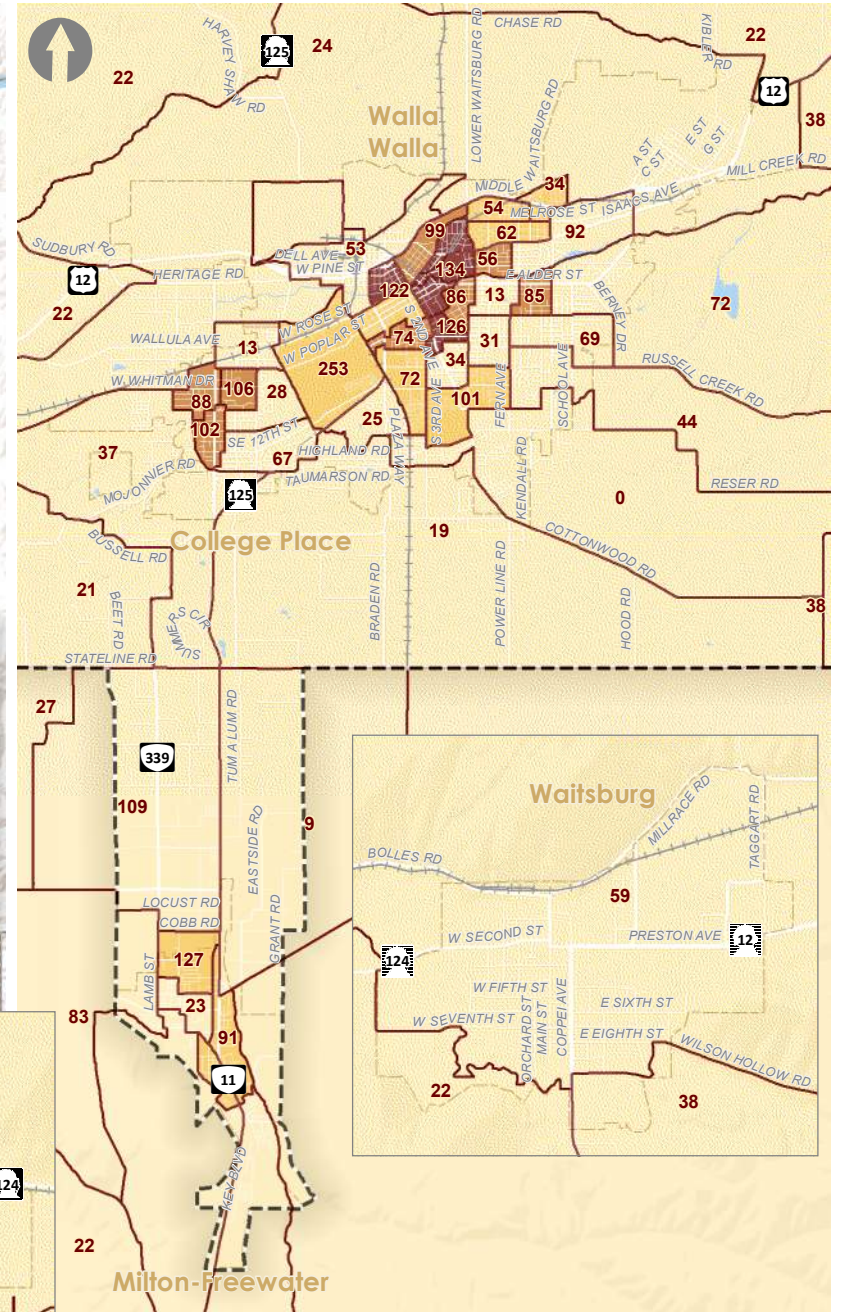 22
HARVEY SHAW RD
125
24
LOWER WAITSBURG RD
CHASE RD
KIBLER RD
22
12
38
Walla
Walla
MIDDLE WAITSBURG RD
A ST
C ST
E ST
G ST
MILL CREEK RD
34
54
MELROSE ST
ISAACS AVE
SUDBURY RD
12
HERITAGE RD
DELL AVE
W PINE ST
53
99
62
92
134
56
E ALDER ST
22
122
86
13
85
BERNEY DR
72
WALLULA AVE
W ROSE ST
W POPLAR ST
S 2ND AVE
126
74
13
31
69
34
W WHITMAN DR
253
72
RUSSELL CREEK RD
88
106
28
S 3RD AVE
101
FERN AVE
SCHOOL AVE
102
SE 12TH ST
25
PLAZA WAY
44
37
MOJONNIER RD
67
HIGHLAND RD
TAUMARSON RD
KENDALL RD
RESER RD
125
0
College Place
19
COTTONWOOD RD
BUSSELL RD
21
BEET RD
SUMMERS CIR
BRADEN RD
POWER LINE RD
HOOD RD
38
STATELINE RD
27
339
TUM A LUM RD
109
9
EASTSIDE RD
LOCUST RD
COBB RD
GRANT RD
127
LAMB ST
23
83
91
11
KEY BLVD
124
22
Milton-Freewater
Waitsburg
MILLRACE RD
TAGGART RD
BOLLES RD
59
W SECOND ST
PRESTON AVE
12
124
W FIFTH ST
W SEVENTH ST
ORCHARD ST
MAIN ST
COPPEI AVE
E SIXTH ST
E EIGHTH ST
WILSON HOLLOW RD
22
38